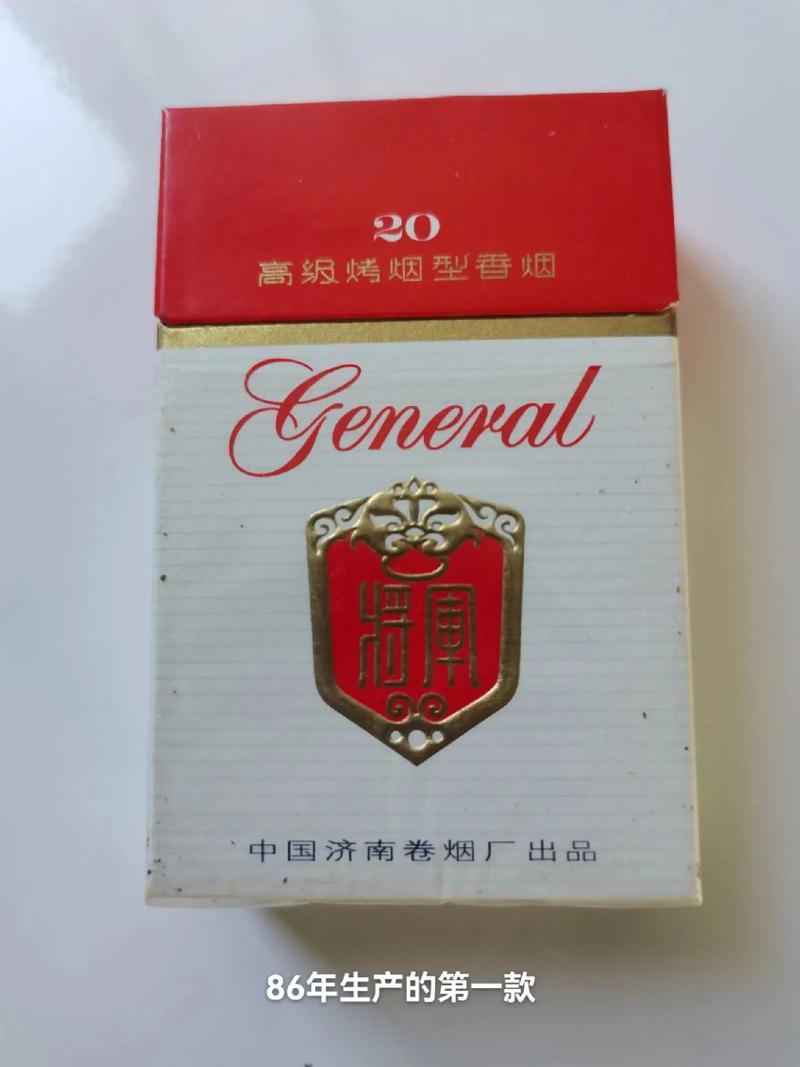 20
高级烤烟型香烟
General
将军
中国济南卷烟厂出品
86年生产的第一款